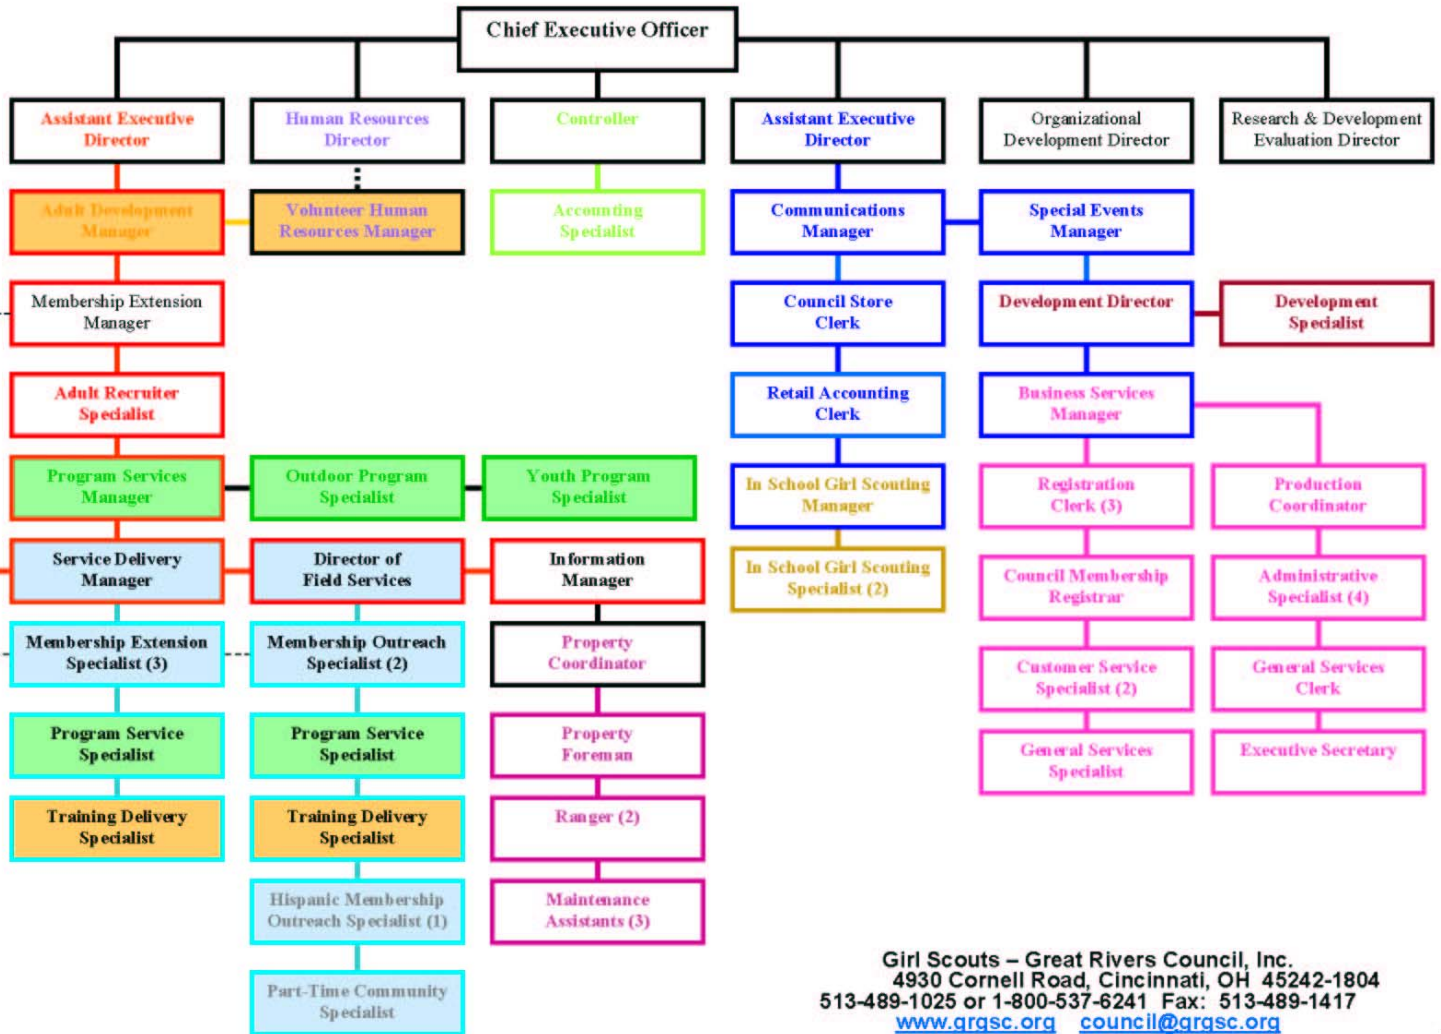 Chief Executive Officer
Assistant Executive
Director
Human Resources
Director
Controller
Assistant Executive
Director
Organizational
Development Director
Research & Development
Evaluation Director
Adult Development
Manager
Volunteer Human
Resources Manager
Accounting
Specialist
Communications
Manager
Special Events
Manager
Membership Extension
Manager
Council Store
Clerk
Development Director
Development
Specialist
Adult Recruiter
Specialist
Retail Accounting
Clerk
Business Services
Manager
Program Services
Manager
Outdoor Program
Specialist
Youth Program
Specialist
In School Girl Scouting
Manager
Registration
Clerk (3)
Production
Coordinator
Service Delivery
Manager
Director of
Field Services
Information
Manager
In School Girl Scouting
Specialist (2)
Council Membership
Registrar
Administrative
Specialist (4)
Membership Extension
Specialist (3)
Membership Outreach
Specialist (2)
Property
Coordinator
Customer Service
Specialist (2)
General Services
Clerk
Program Service
Specialist
Program Service
Specialist
Property
Foreman
General Services
Specialist
Executive Secretary
Training Delivery
Specialist
Training Delivery
Specialist
Ranger (2)
Hispanic Membership
Outreach Specialist (1)
Maintenance
Assistants (3)
Part-Time Community
Specialist
Girl Scouts – Great Rivers Council, Inc.
4930 Cornell Road, Cincinnati, OH 45242-1804
513-489-1025 or 1-800-537-6241 Fax: 513-489-1417
www.grgsc.org council@grgsc.org